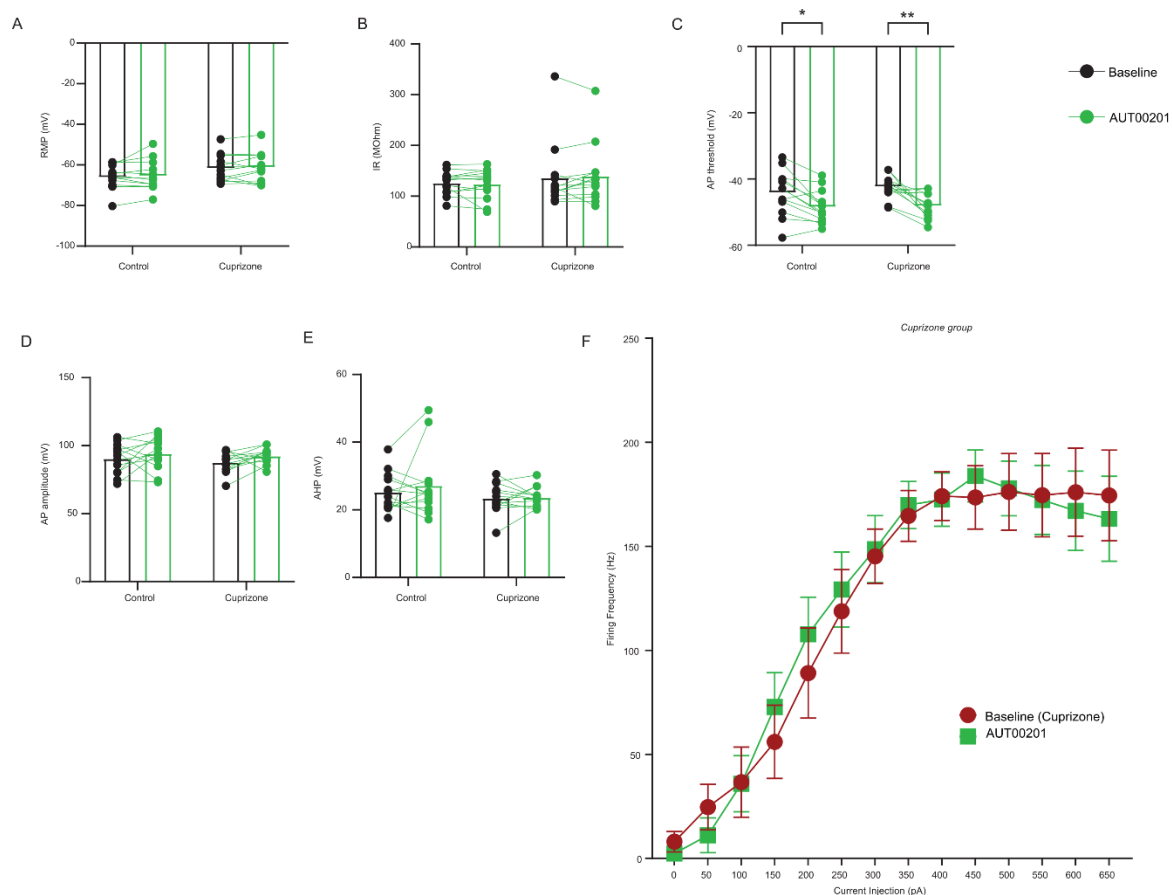 A
RMP (mV)
0
-20
-40
-60
-80
-100
Control
Cuprizone
B
IR (MOhm)
400
300
200
100
0
Control
Cuprizone
C
*
**
AP threshold (mV)
0
-20
-40
-60
Control
Cuprizone
Baseline
AUT00201
D
AP amplitude (mV)
150
100
50
0
Control
Cuprizone
E
AHP (mV)
60
40
20
0
Control
Cuprizone
F
Cuprizone group
Firing Frequency (Hz)
250
200
150
100
50
0
Baseline (Cuprizone)
AUT00201
0 50 100 150 200 250 300 350 400 450 500 550 600 650
Current Injection (pA)